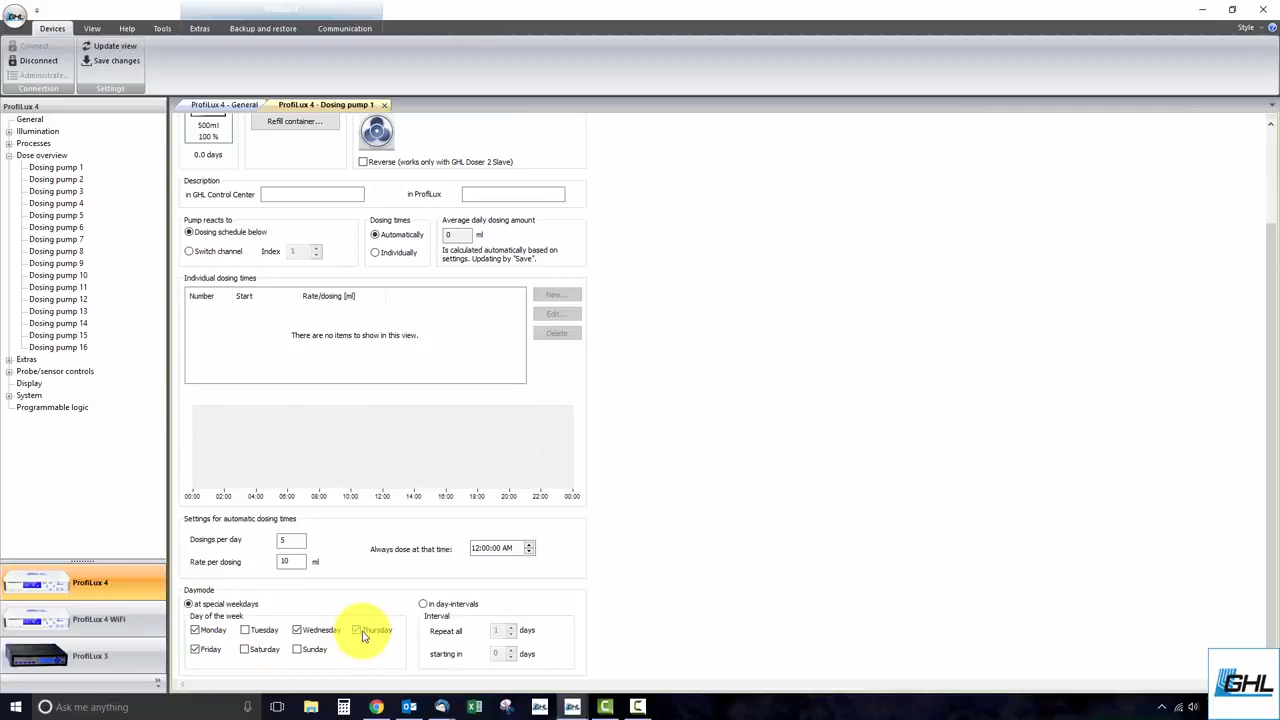 GHL
ProfiLux 4
Devices View Help Tools Extras Backup and restore Communication Style
Connect Update view
Disconnect Save changes
Administrate...
Connection Settings
ProfiLux 4
General
Illumination
Processes
Dose overview
Dosing pump 1
Dosing pump 2
Dosing pump 3
Dosing pump 4
Dosing pump 5
Dosing pump 6
Dosing pump 7
Dosing pump 8
Dosing pump 9
Dosing pump 10
Dosing pump 11
Dosing pump 12
Dosing pump 13
Dosing pump 14
Dosing pump 15
Dosing pump 16
Extras
Probe/sensor controls
Display
System
Programmable logic
ProfiLux 4
ProfiLux 4 WiFi
ProfiLux 3
ProfiLux 4 - General ProfiLux 4 - Dosing pump 1
500ml
100 %
0.0 days
Refill container...
Reverse (works only with GHL Doser 2 Slave)
Description
in GHL Control Center in ProfiLux
Pump reacts to
Dosing schedule below
Switch channel Index 1
Dosing times
Automatically
Individually
Average daily dosing amount
0 ml
Is calculated automatically based on
settings. Updating by "Save".
Individual dosing times
Number Start Rate/dosing [ml]
There are no items to show in this view.
New...
Edit...
Delete
00:00 02:00 04:00 06:00 08:00 10:00 12:00 14:00 16:00 18:00 20:00 22:00 00:00
Settings for automatic dosing times
Dosings per day 5
Rate per dosing 10 ml
Always dose at that time: 12:00:00 AM
Daymode
at special weekdays
Day of the week
Monday Tuesday Wednesday Thursday
Friday Saturday Sunday
in day-intervals
Interval
Repeat all 1 days
starting in 0 days
Ask me anything
GHL